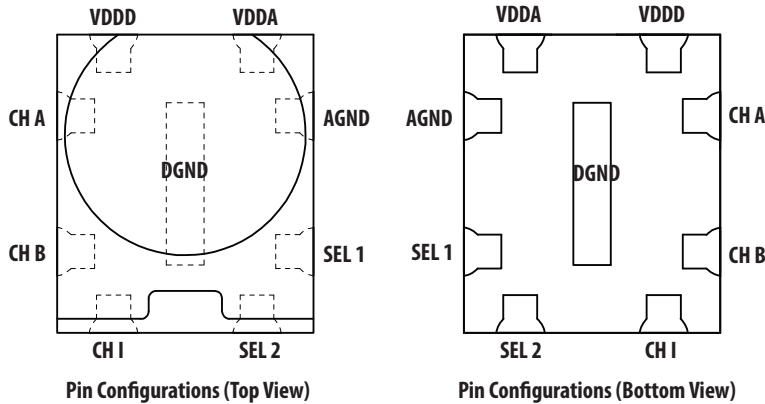 VDDD VDDA VDDA VDDD
CH A AGND AGND CH A
DGND DGND
CH B SEL 1 SEL 1 CH B
CH I SEL 2 SEL 2 CH I
Pin Configurations (Top View) Pin Configurations (Bottom View)